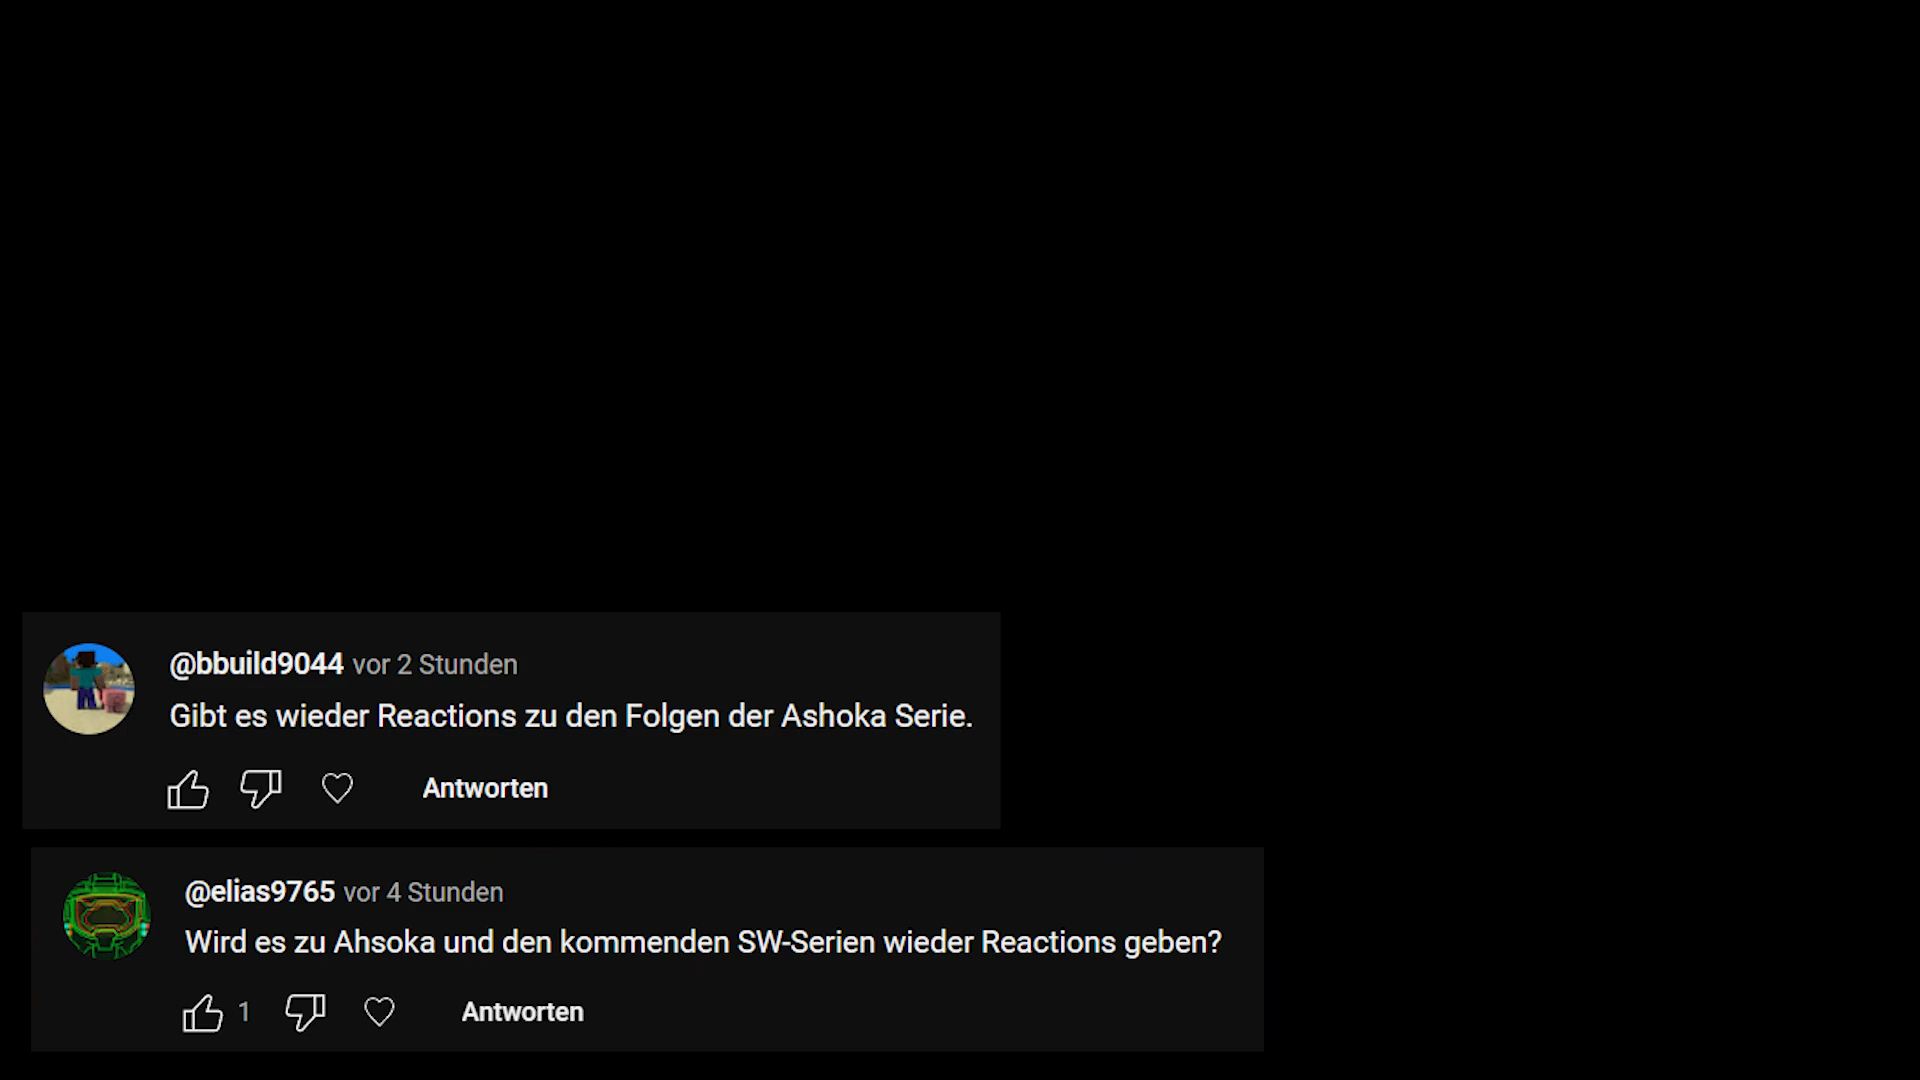 @bbuild9044 vor 2 Stunden
Gibt es wieder Reactions zu den Folgen der Ashoka Serie.
Antworten
@elias9765 vor 4 Stunden
Wird es zu Ahsoka und den kommenden SW-Serien wieder Reactions geben?
1 Antworten